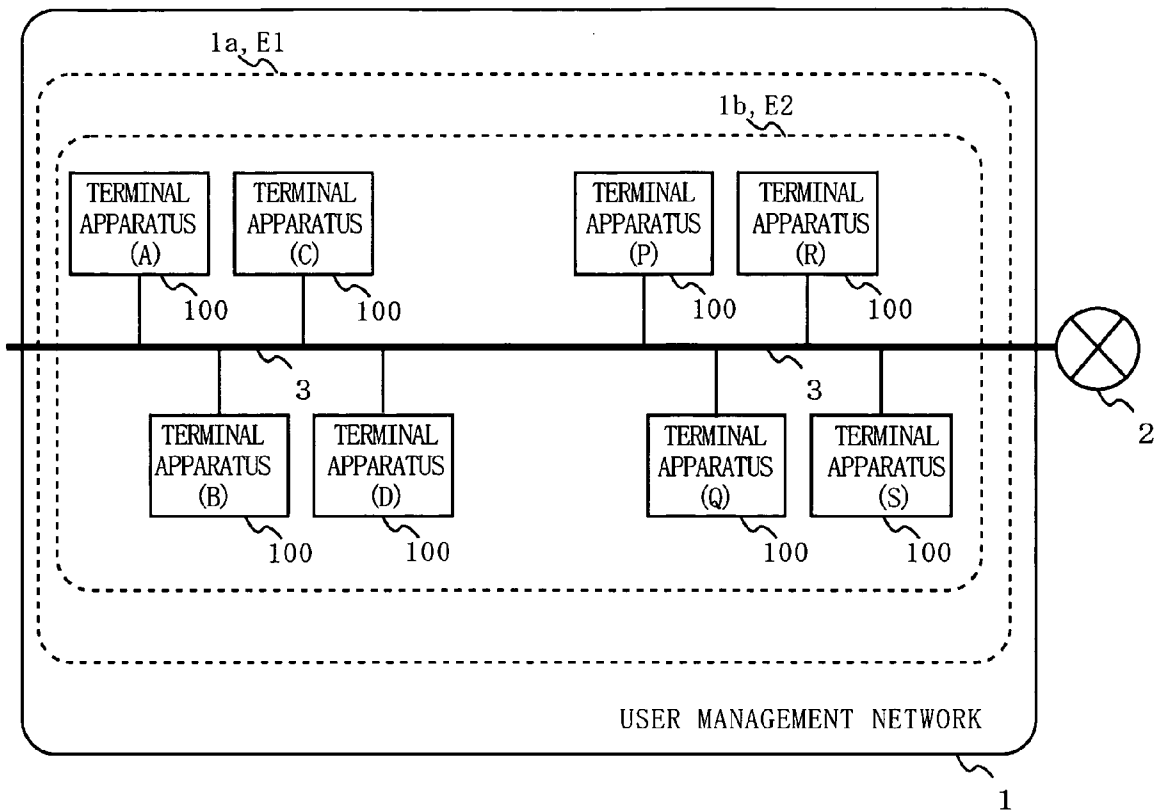 1a, E1
1b, E2
TERMINAL
APPARATUS
(A)
100
TERMINAL
APPARATUS
(C)
100
TERMINAL
APPARATUS
(P)
100
TERMINAL
APPARATUS
(R)
100
3
3
2
TERMINAL
APPARATUS
(B)
100
TERMINAL
APPARATUS
(D)
100
TERMINAL
APPARATUS
(Q)
100
TERMINAL
APPARATUS
(S)
100
USER MANAGEMENT NETWORK
1